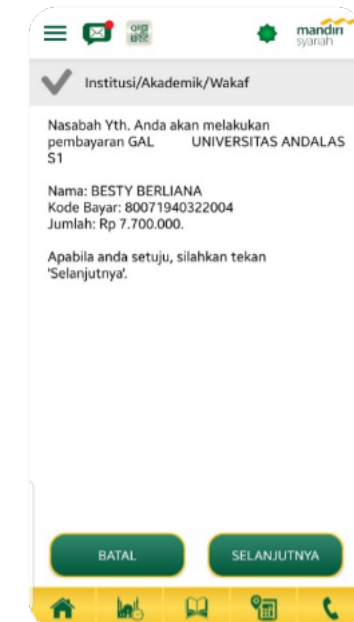 mandiri
syariah
Institusi/Akademik/Wakaf
Nasabah Yth. Anda akan melakukan
pembayaran GAL UNIVERSITAS ANDALAS
S1
Nama: BESTY BERLIANA
Kode Bayar: 80071940322004
Jumlah: Rp 7.700.000.
Apabila anda setuju, silahkan tekan
'Selanjutnya'.
BATAL SELANJUTNYA